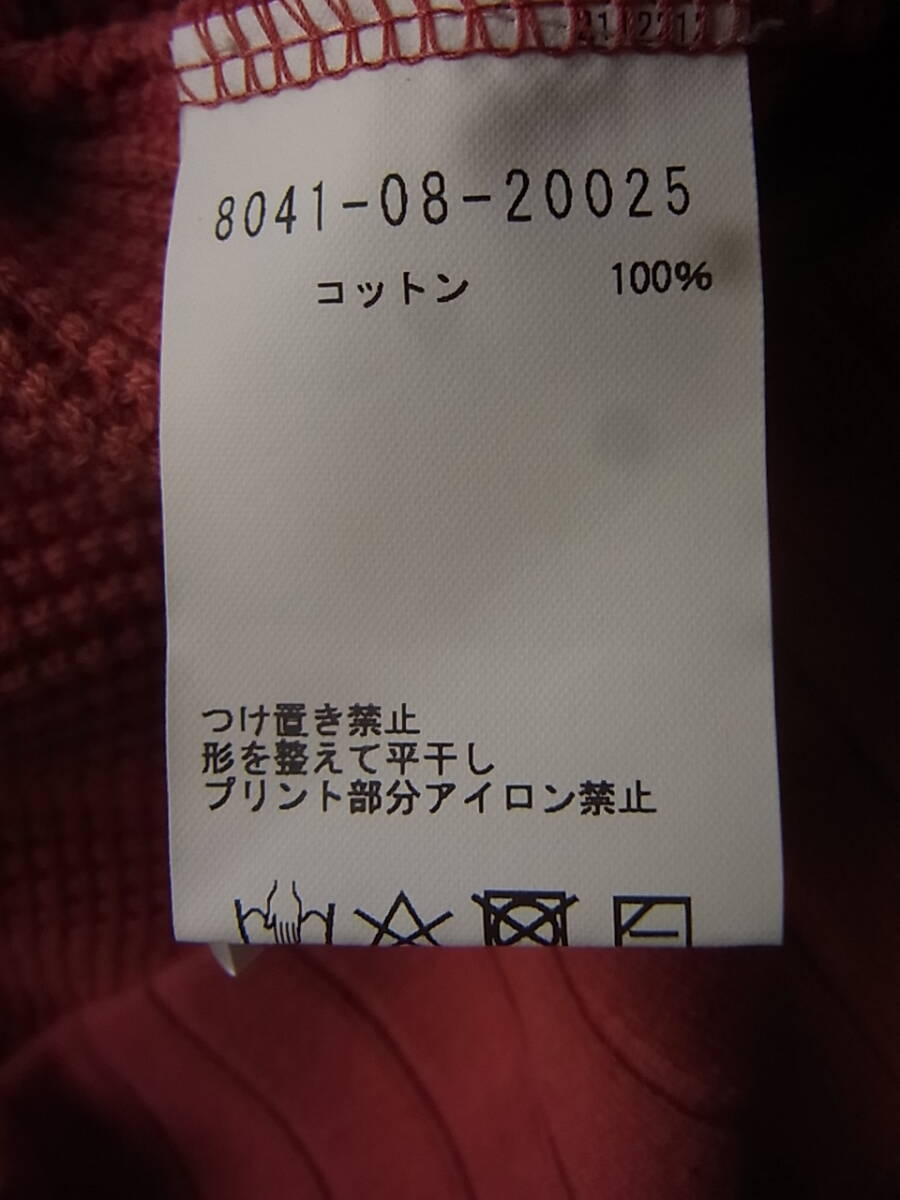 8041-08-20025
コットン 100%
つけ置き禁止
形を整えて平干し
プリント部分アイロン禁止